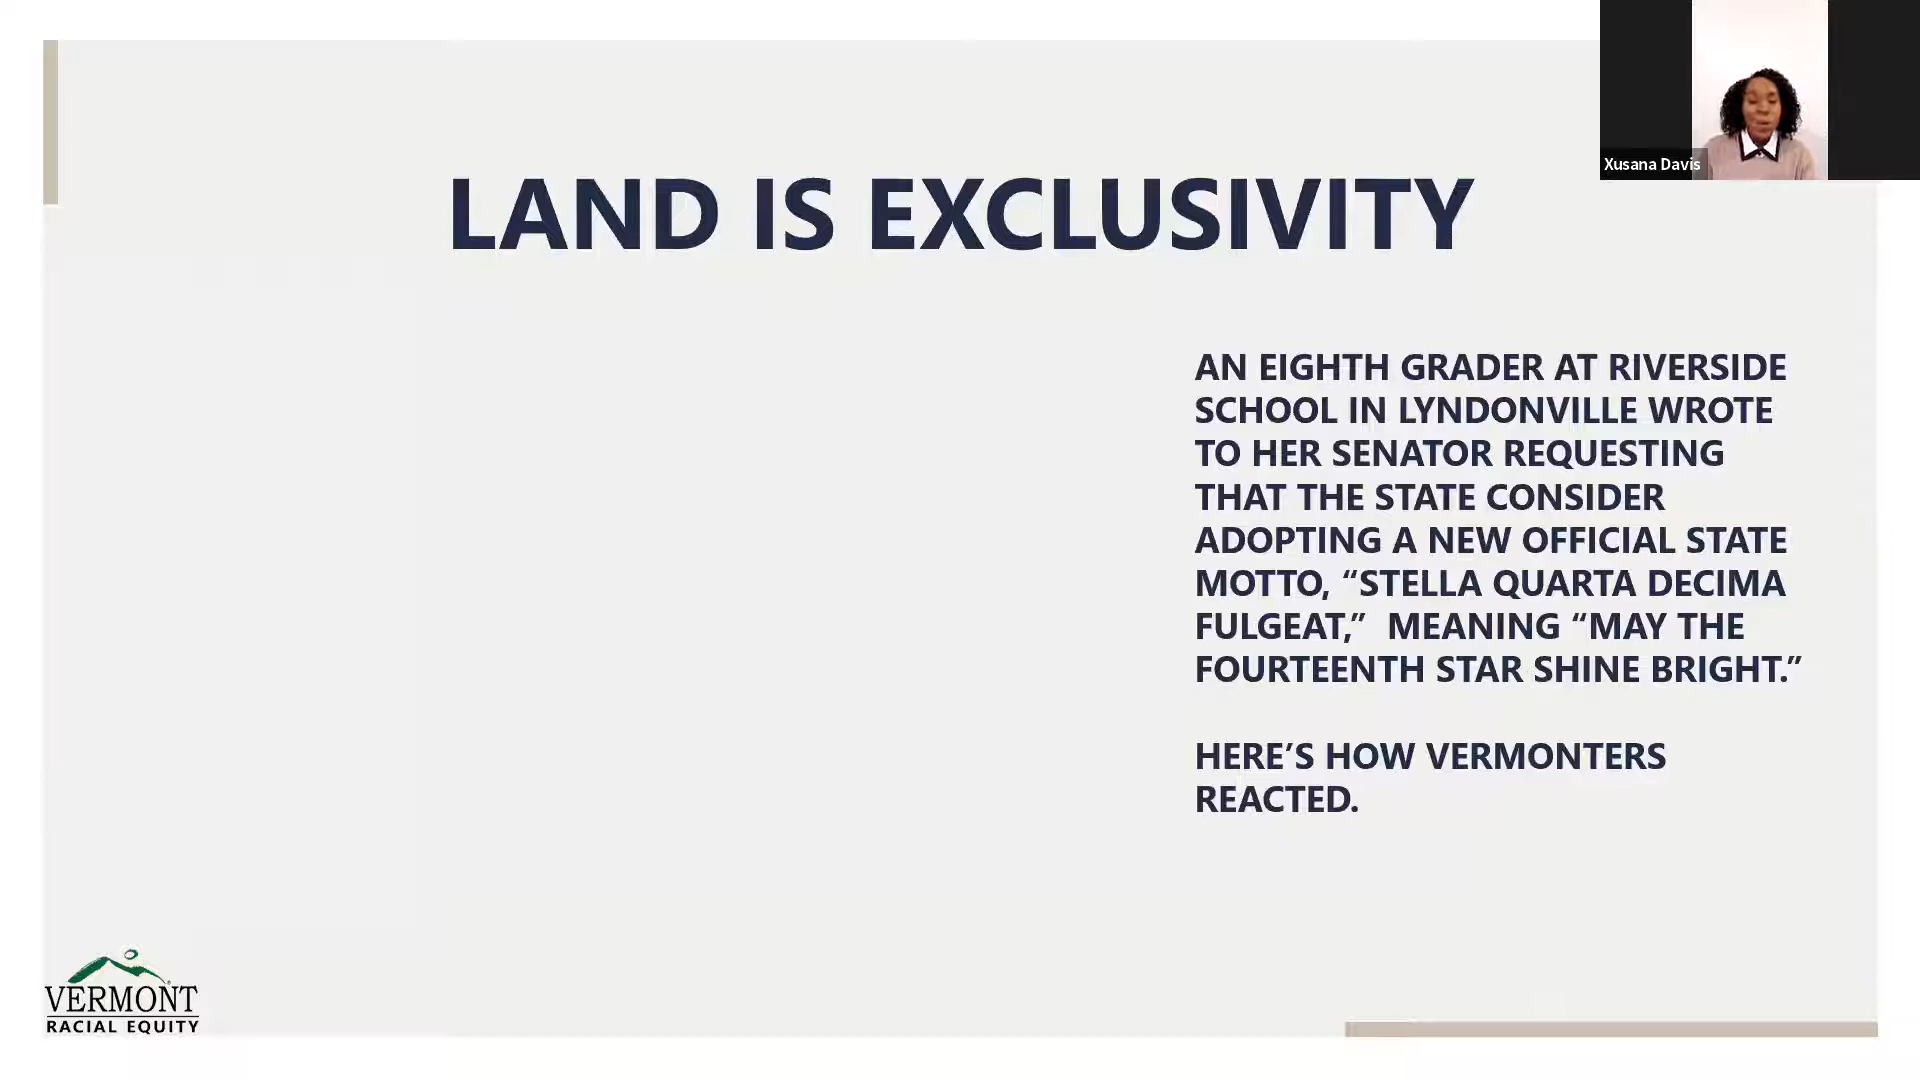 Xusana Davis
LAND IS EXCLUSIVITY
AN EIGHTH GRADER AT RIVERSIDE
SCHOOL IN LYNDONVILLE WROTE
TO HER SENATOR REQUESTING
THAT THE STATE CONSIDER
ADOPTING A NEW OFFICIAL STATE
MOTTO, “STELLA QUARTA DECIMA
FULGEAT,”  MEANING “MAY THE
FOURTEENTH STAR SHINE BRIGHT.”
HERE’S HOW VERMONTERS
REACTED.
VERMONT
RACIAL EQUITY